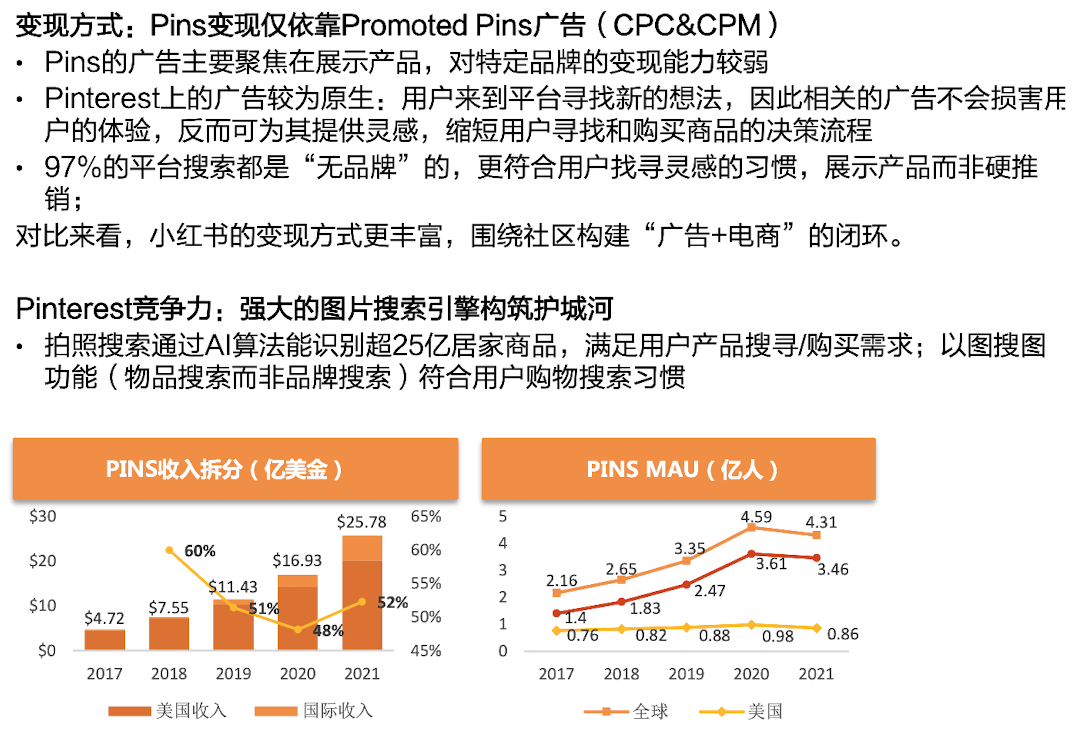 变现方式：Pins变现仅依靠Promoted Pins广告（CPC&CPM）
• Pins的广告主要聚焦在展示产品，对特定品牌的变现能力较弱
• Pinterest上的广告较为原生：用户来到平台寻找新的想法，因此相关的广告不会损害用
户的体验，反而可为其提供灵感，缩短用户寻找和购买商品的决策流程
• 97%的平台搜索都是“无品牌”的，更符合用户找寻灵感的习惯，展示产品而非硬推
销；
对比来看，小红书的变现方式更丰富，围绕社区构建“广告+电商”的闭环。
Pinterest竞争力：强大的图片搜索引擎构筑护城河
• 拍照搜索通过AI算法能识别超25亿居家商品，满足用户产品搜寻/购买需求；以图搜图
功能（物品搜索而非品牌搜索）符合用户购物搜索习惯
PINS收入拆分（亿美金）
$30
$20
$10
$0
65%
60%
55%
50%
45%
$4.72
$7.55
$11.43
$16.93
$25.78
60%
51%
48%
52%
2017 2018 2019 2020 2021
美国收入 国际收入
PINS MAU（亿人）
5
4
3
2
1
0
2.16 2.65 3.35 4.59 4.31
1.4 1.83 2.47 3.61 3.46
0.76 0.82 0.88 0.98 0.86
2017 2018 2019 2020 2021
全球 美国